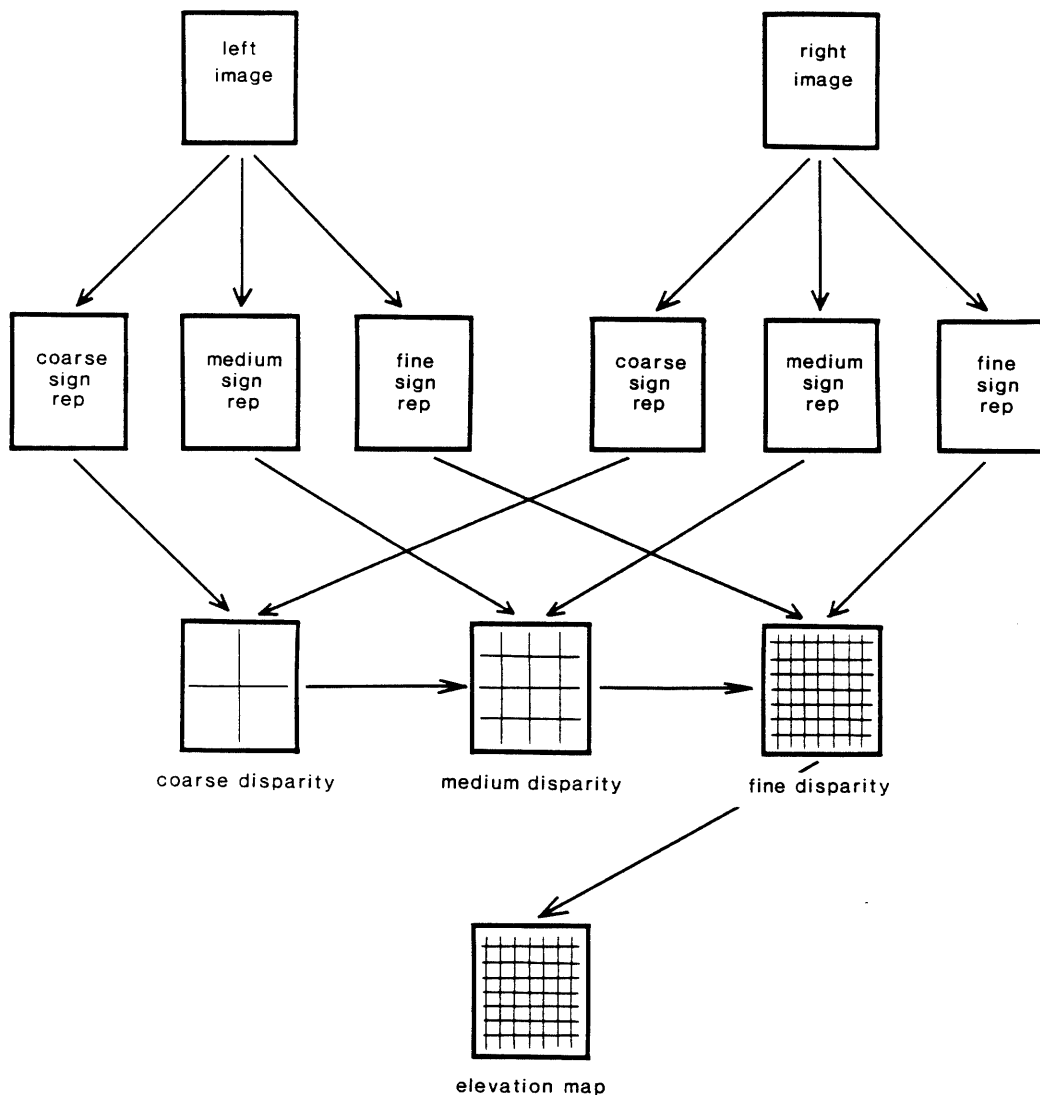 left
image
right
image
coarse
sign
rep
medium
sign
rep
fine
sign
rep
coarse
sign
rep
medium
sign
rep
fine
sign
rep
coarse disparity
medium disparity
fine disparity
elevation map